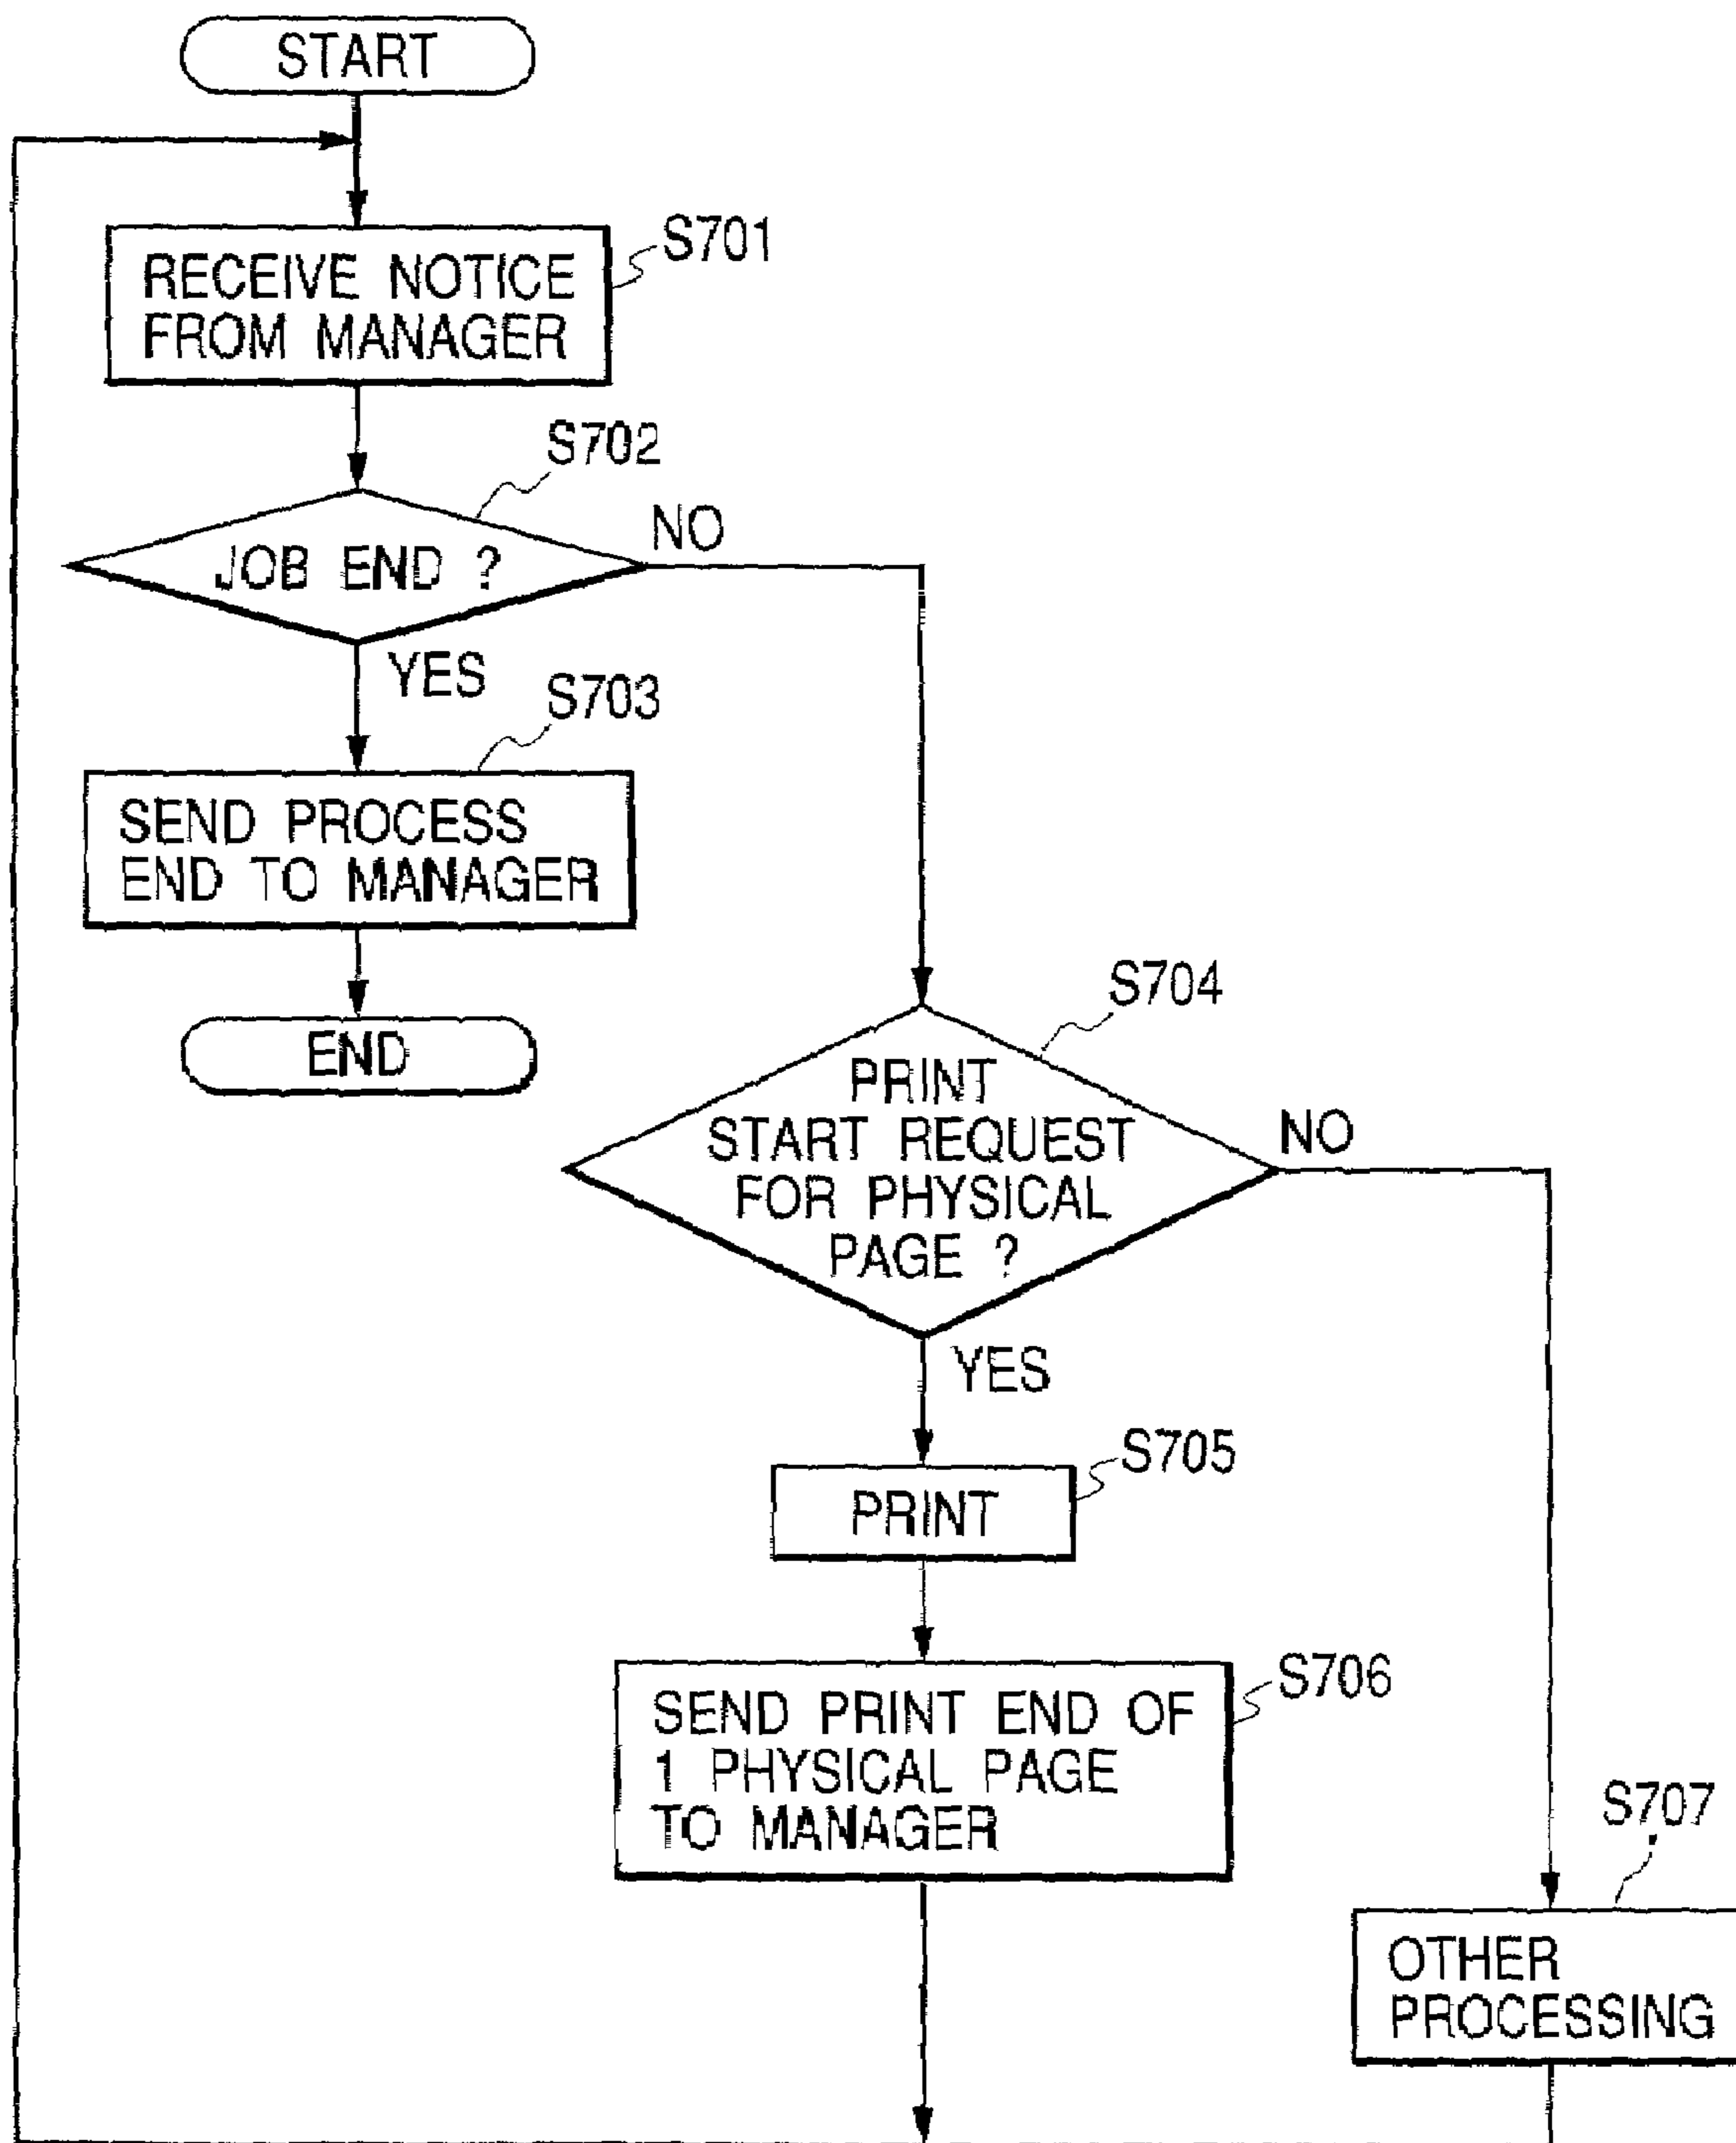 START
S701
RECEIVE NOTICE
FROM MANAGER
S702
JOB END ?
NO
YES
S703
SEND PROCESS
END TO MANAGER
END
S704
PRINT
START REQUEST
FOR PHYSICAL
PAGE ?
NO
YES
S705
PRINT
S706
SEND PRINT END OF
1 PHYSICAL PAGE
TO MANAGER
S707
OTHER
PROCESSING